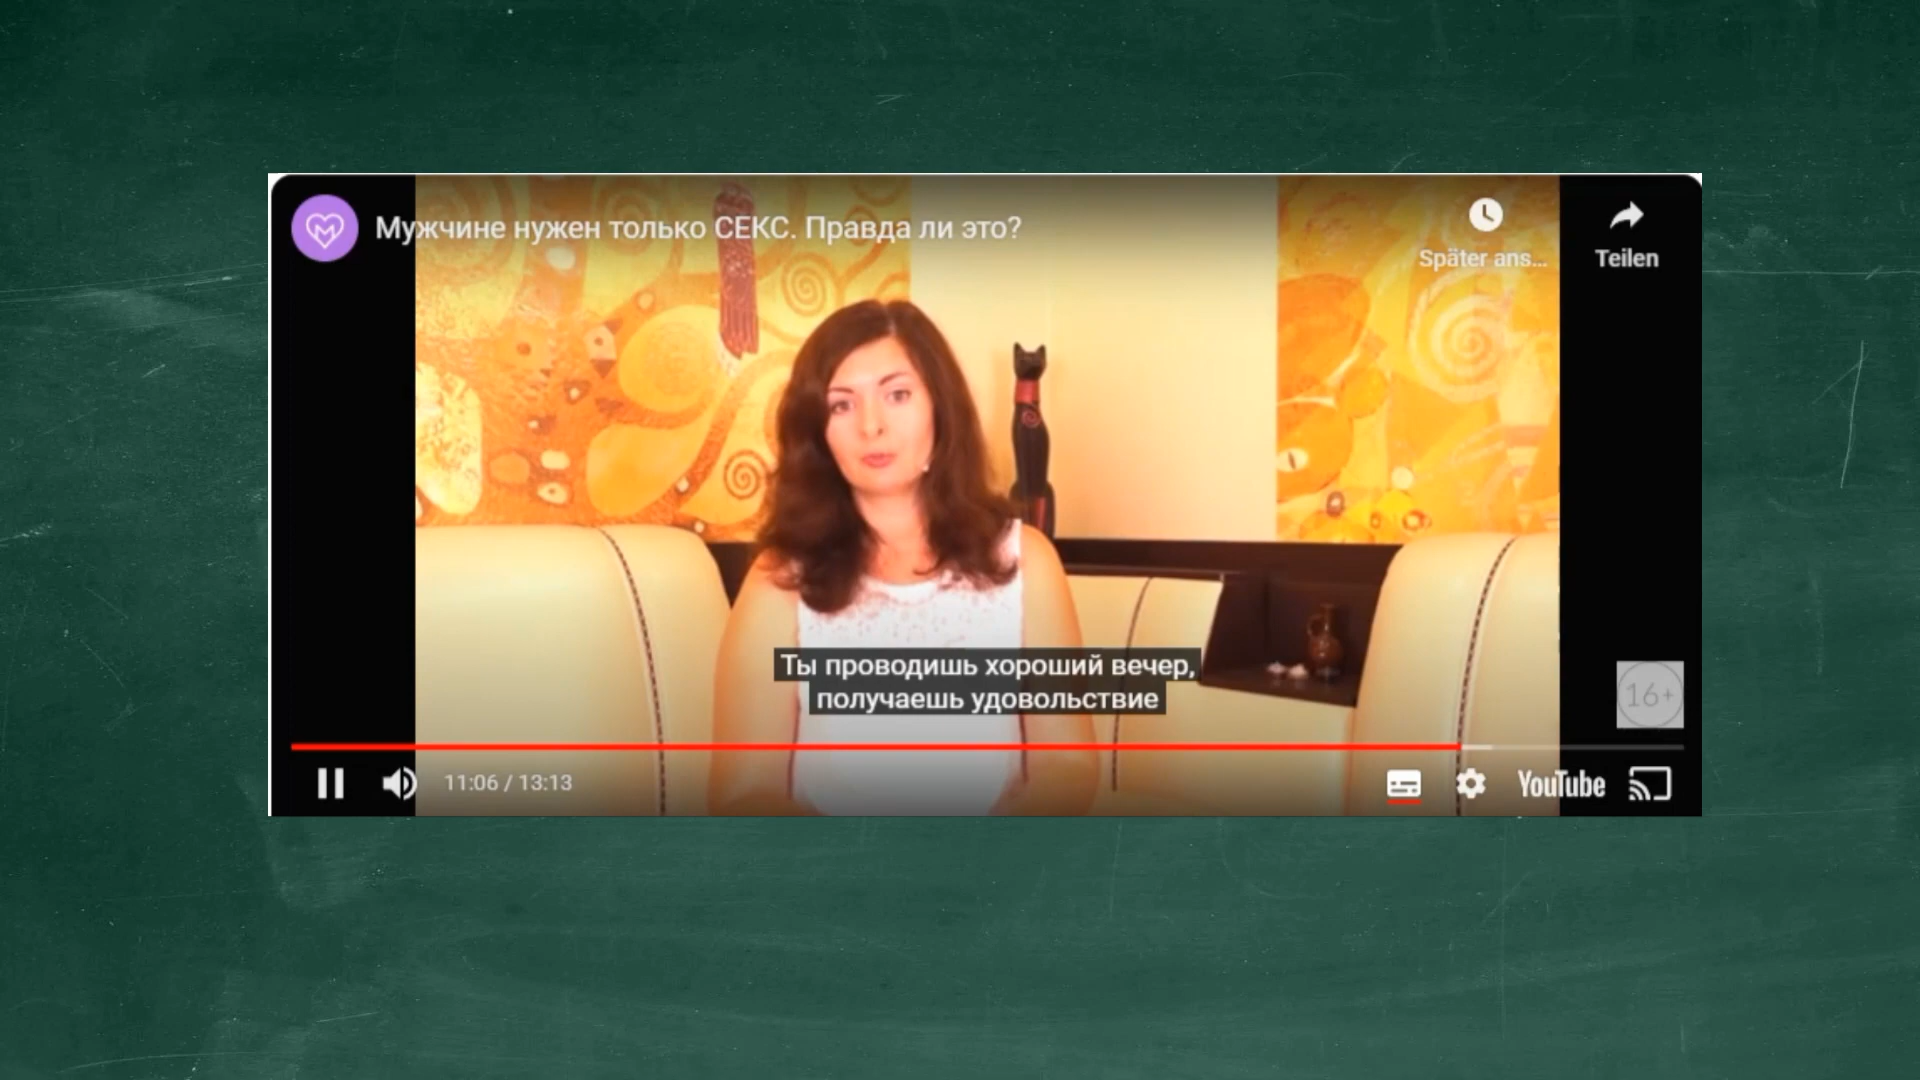 Мужчине нужен только СЕКС. Правда ли это?
Später ans...
Teilen
Ты проводишь хороший вечер,
получаешь удовольствие
16+
11:06 / 13:13
YouTube